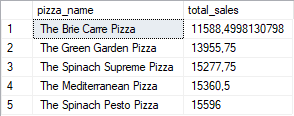 pizza_name total_sales
1 The Brie Carre Pizza 11588,4998130798
2 The Green Garden Pizza 13955,75
3 The Spinach Supreme Pizza 15277,75
4 The Mediterranean Pizza 15360,5
5 The Spinach Pesto Pizza 15596